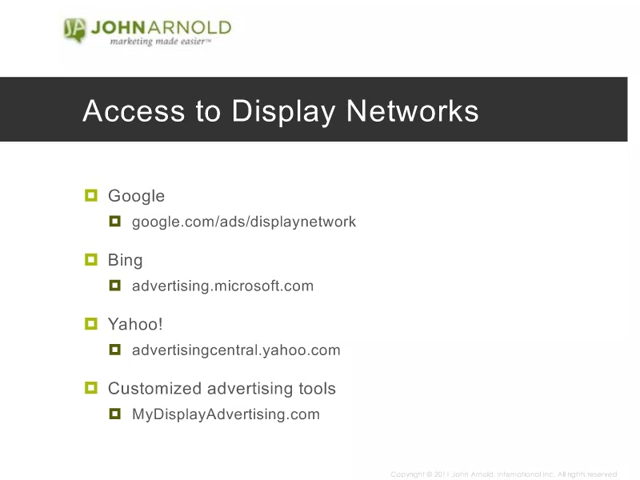 JOHNARNOLD
marketing made easier™
Access to Display Networks
Google
google.com/ads/displaynetwork
Bing
advertising.microsoft.com
Yahoo!
advertisingcentral.yahoo.com
Customized advertising tools
MyDisplayAdvertising.com
Copyright © 2011 John Arnold, International Inc. All rights reserved